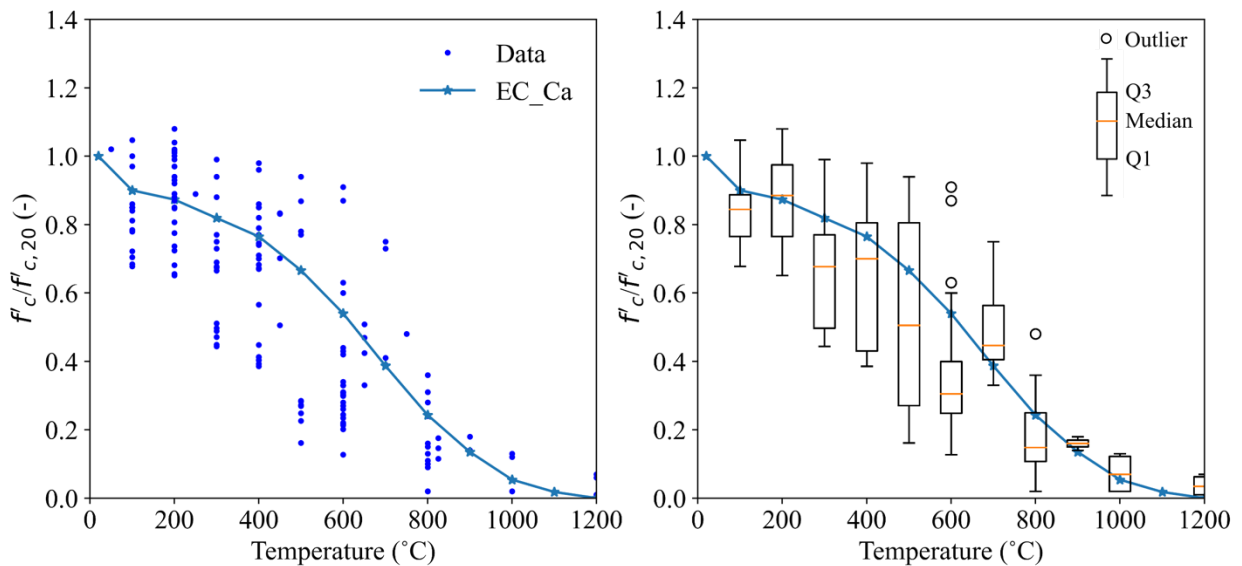 1.4
1.2
1.0
0.8
0.6
0.4
0.2
0.0
f'c/f'c,20 (-)
Data
EC_Ca
0 200 400 600 800 1000 1200
Temperature (˚C)
1.4
1.2
1.0
0.8
0.6
0.4
0.2
0.0
f'c/f'c,20 (-)
Outlier
Q3
Median
Q1
0 200 400 600 800 1000 1200
Temperature (˚C)